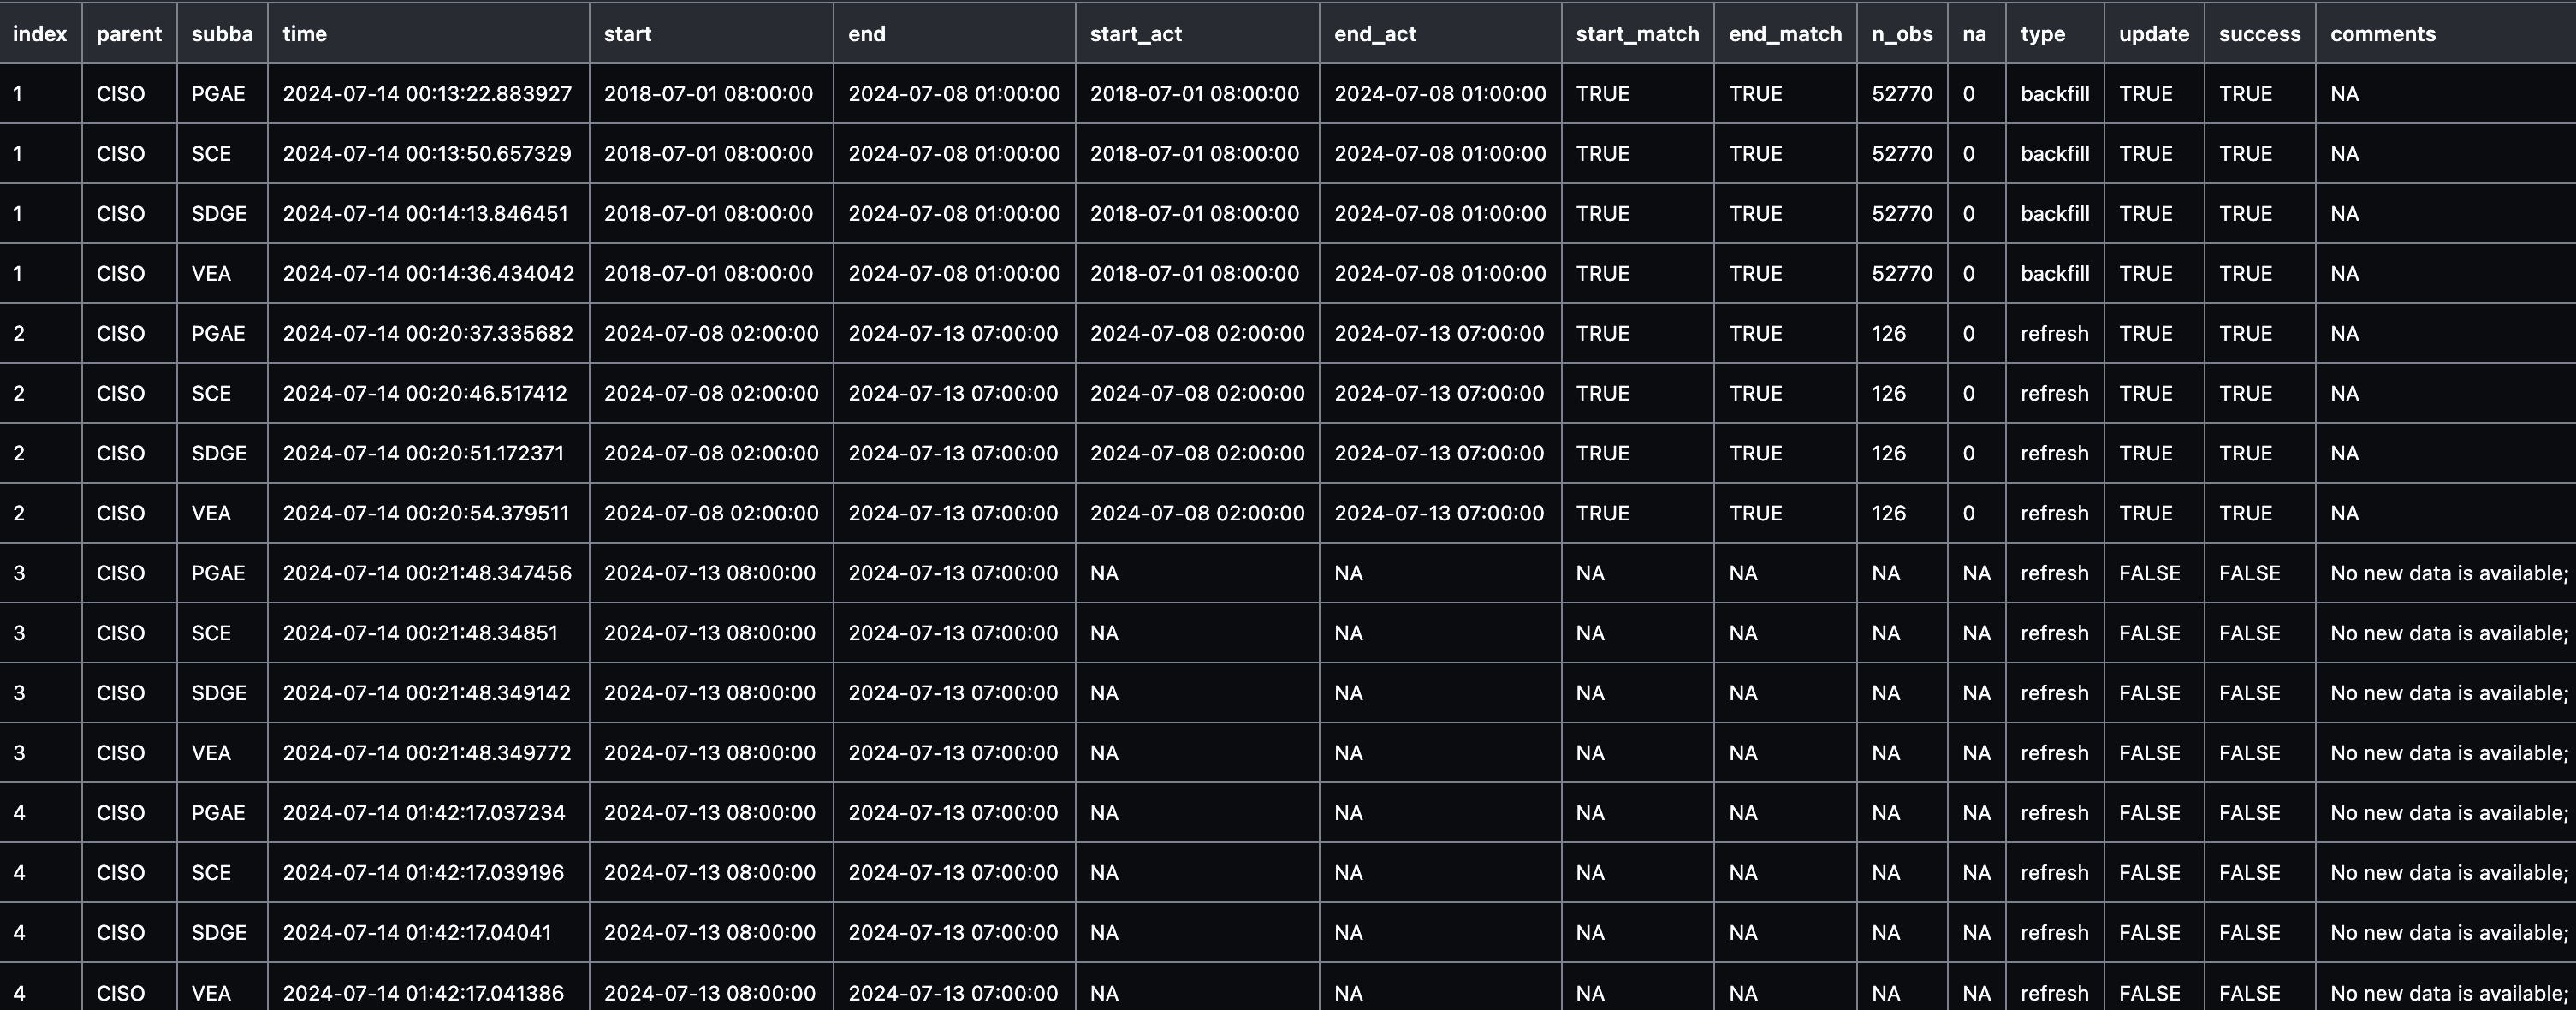 index parent subba time start end start_act end_act start_match end_match n_obs na type update success comments
1 CISO PGAE 2024-07-14 00:13:22.883927 2018-07-01 08:00:00 2024-07-08 01:00:00 2018-07-01 08:00:00 2024-07-08 01:00:00 TRUE TRUE 52770 0 backfill TRUE TRUE NA
1 CISO SCE 2024-07-14 00:13:50.657329 2018-07-01 08:00:00 2024-07-08 01:00:00 2018-07-01 08:00:00 2024-07-08 01:00:00 TRUE TRUE 52770 0 backfill TRUE TRUE NA
1 CISO SDGE 2024-07-14 00:14:13.846451 2018-07-01 08:00:00 2024-07-08 01:00:00 2018-07-01 08:00:00 2024-07-08 01:00:00 TRUE TRUE 52770 0 backfill TRUE TRUE NA
1 CISO VEA 2024-07-14 00:14:36.434042 2018-07-01 08:00:00 2024-07-08 01:00:00 2018-07-01 08:00:00 2024-07-08 01:00:00 TRUE TRUE 52770 0 backfill TRUE TRUE NA
2 CISO PGAE 2024-07-14 00:20:37.335682 2024-07-08 02:00:00 2024-07-13 07:00:00 2024-07-08 02:00:00 2024-07-13 07:00:00 TRUE TRUE 126 0 refresh TRUE TRUE NA
2 CISO SCE 2024-07-14 00:20:46.517412 2024-07-08 02:00:00 2024-07-13 07:00:00 2024-07-08 02:00:00 2024-07-13 07:00:00 TRUE TRUE 126 0 refresh TRUE TRUE NA
2 CISO SDGE 2024-07-14 00:20:51.172371 2024-07-08 02:00:00 2024-07-13 07:00:00 2024-07-08 02:00:00 2024-07-13 07:00:00 TRUE TRUE 126 0 refresh TRUE TRUE NA
2 CISO VEA 2024-07-14 00:20:54.379511 2024-07-08 02:00:00 2024-07-13 07:00:00 2024-07-08 02:00:00 2024-07-13 07:00:00 TRUE TRUE 126 0 refresh TRUE TRUE NA
3 CISO PGAE 2024-07-14 00:21:48.347456 2024-07-13 08:00:00 2024-07-13 07:00:00 NA NA NA NA NA NA refresh FALSE FALSE No new data is available;
3 CISO SCE 2024-07-14 00:21:48.34851 2024-07-13 08:00:00 2024-07-13 07:00:00 NA NA NA NA NA NA refresh FALSE FALSE No new data is available;
3 CISO SDGE 2024-07-14 00:21:48.349142 2024-07-13 08:00:00 2024-07-13 07:00:00 NA NA NA NA NA NA refresh FALSE FALSE No new data is available;
3 CISO VEA 2024-07-14 00:21:48.349772 2024-07-13 08:00:00 2024-07-13 07:00:00 NA NA NA NA NA NA refresh FALSE FALSE No new data is available;
4 CISO PGAE 2024-07-14 01:42:17.037234 2024-07-13 08:00:00 2024-07-13 07:00:00 NA NA NA NA NA NA refresh FALSE FALSE No new data is available;
4 CISO SCE 2024-07-14 01:42:17.039196 2024-07-13 08:00:00 2024-07-13 07:00:00 NA NA NA NA NA NA refresh FALSE FALSE No new data is available;
4 CISO SDGE 2024-07-14 01:42:17.04041 2024-07-13 08:00:00 2024-07-13 07:00:00 NA NA NA NA NA NA refresh FALSE FALSE No new data is available;
4 CISO VEA 2024-07-14 01:42:17.041386 2024-07-13 08:00:00 2024-07-13 07:00:00 NA NA NA NA NA NA refresh FALSE FALSE No new data is available;